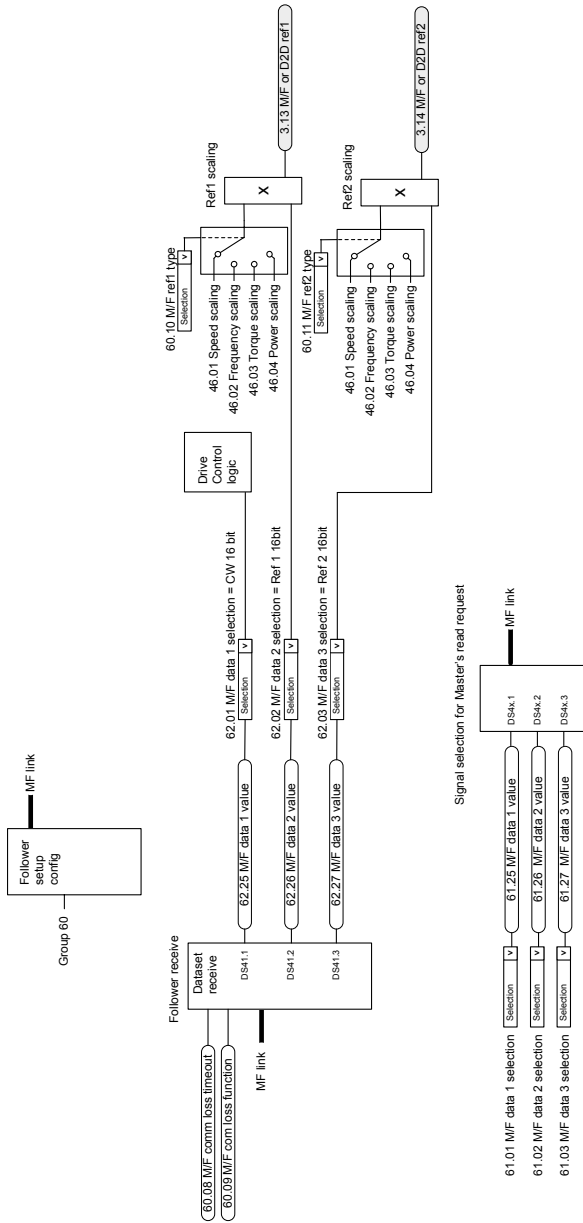 Follower
setup
config
MF link
Group 60
Follower receive
60.08 M/F comm loss timeout
60.09 M/F com loss function
MF link
Dataset
receive
DS41.1
DS41.2
DS41.3
62.25 M/F data 1 value
62.26 M/F data 2 value
62.27 M/F data 3 value
62.01 M/F data 1 selection = CW 16 bit
Selection v
62.02 M/F data 2 selection = Ref 1 16bit
Selection v
62.03 M/F data 3 selection = Ref 2 16bit
Selection v
Drive
Control
logic
60.10 M/F ref1 type
Selection v
46.01 Speed scaling
46.02 Frequency scaling
46.03 Torque scaling
46.04 Power scaling
Ref1 scaling
X
3.13 M/F or D2D ref1
60.11 M/F ref2 type
Selection v
46.01 Speed scaling
46.02 Frequency scaling
46.03 Torque scaling
46.04 Power scaling
Ref2 scaling
X
3.14 M/F or D2D ref2
Signal selection for Master's read request
61.01 M/F data 1 selection Selection v 61.25 M/F data 1 value DS4x.1
61.02 M/F data 2 selection Selection v 61.26 M/F data 2 value DS4x.2
61.03 M/F data 3 selection Selection v 61.27 M/F data 3 value DS4x.3
MF link